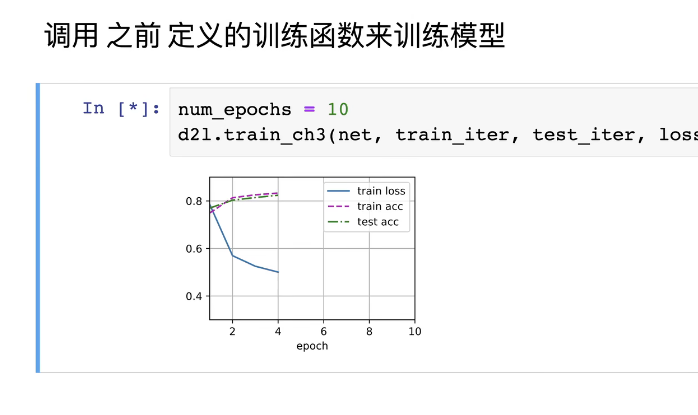 调用 之前 定义的训练函数来训练模型
In [*]: num_epochs = 10
d2l.train_ch3(net, train_iter, test_iter, loss
train loss
train acc
test acc
0.8
0.6
0.4
2 4 6 8 10
epoch